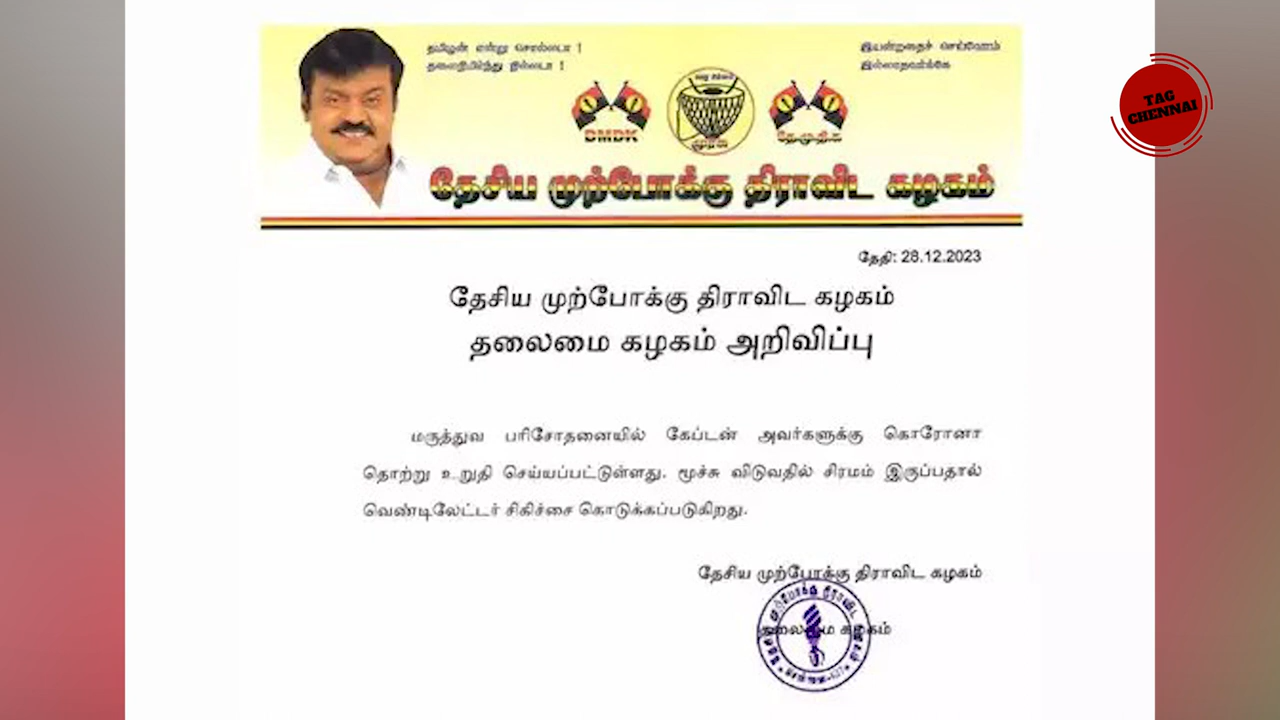 தமிழன் என்று சொல்லடா !
தலைநிமிர்ந்து நில்லடா !
இயன்றதைச் செய்வோம்
இல்லாதவர்க்கே
DMDK
முரசு
தே.மு.தி.க
தேசிய முற்போக்கு திராவிட கழகம்
TAG
CHENNAI
தேதி: 28.12.2023
தேசிய முற்போக்கு திராவிட கழகம்
தலைமை கழகம் அறிவிப்பு
மருத்துவ பரிசோதனையில் கேப்டன் அவர்களுக்கு கொரோனா
தொற்று உறுதி செய்யப்பட்டுள்ளது. மூச்சு விடுவதில் சிரமம் இருப்பதால்
வெண்டிலேட்டர் சிகிச்சை கொடுக்கப்படுகிறது.
தேசிய முற்போக்கு திராவிட கழகம்
தலைமை கழகம்